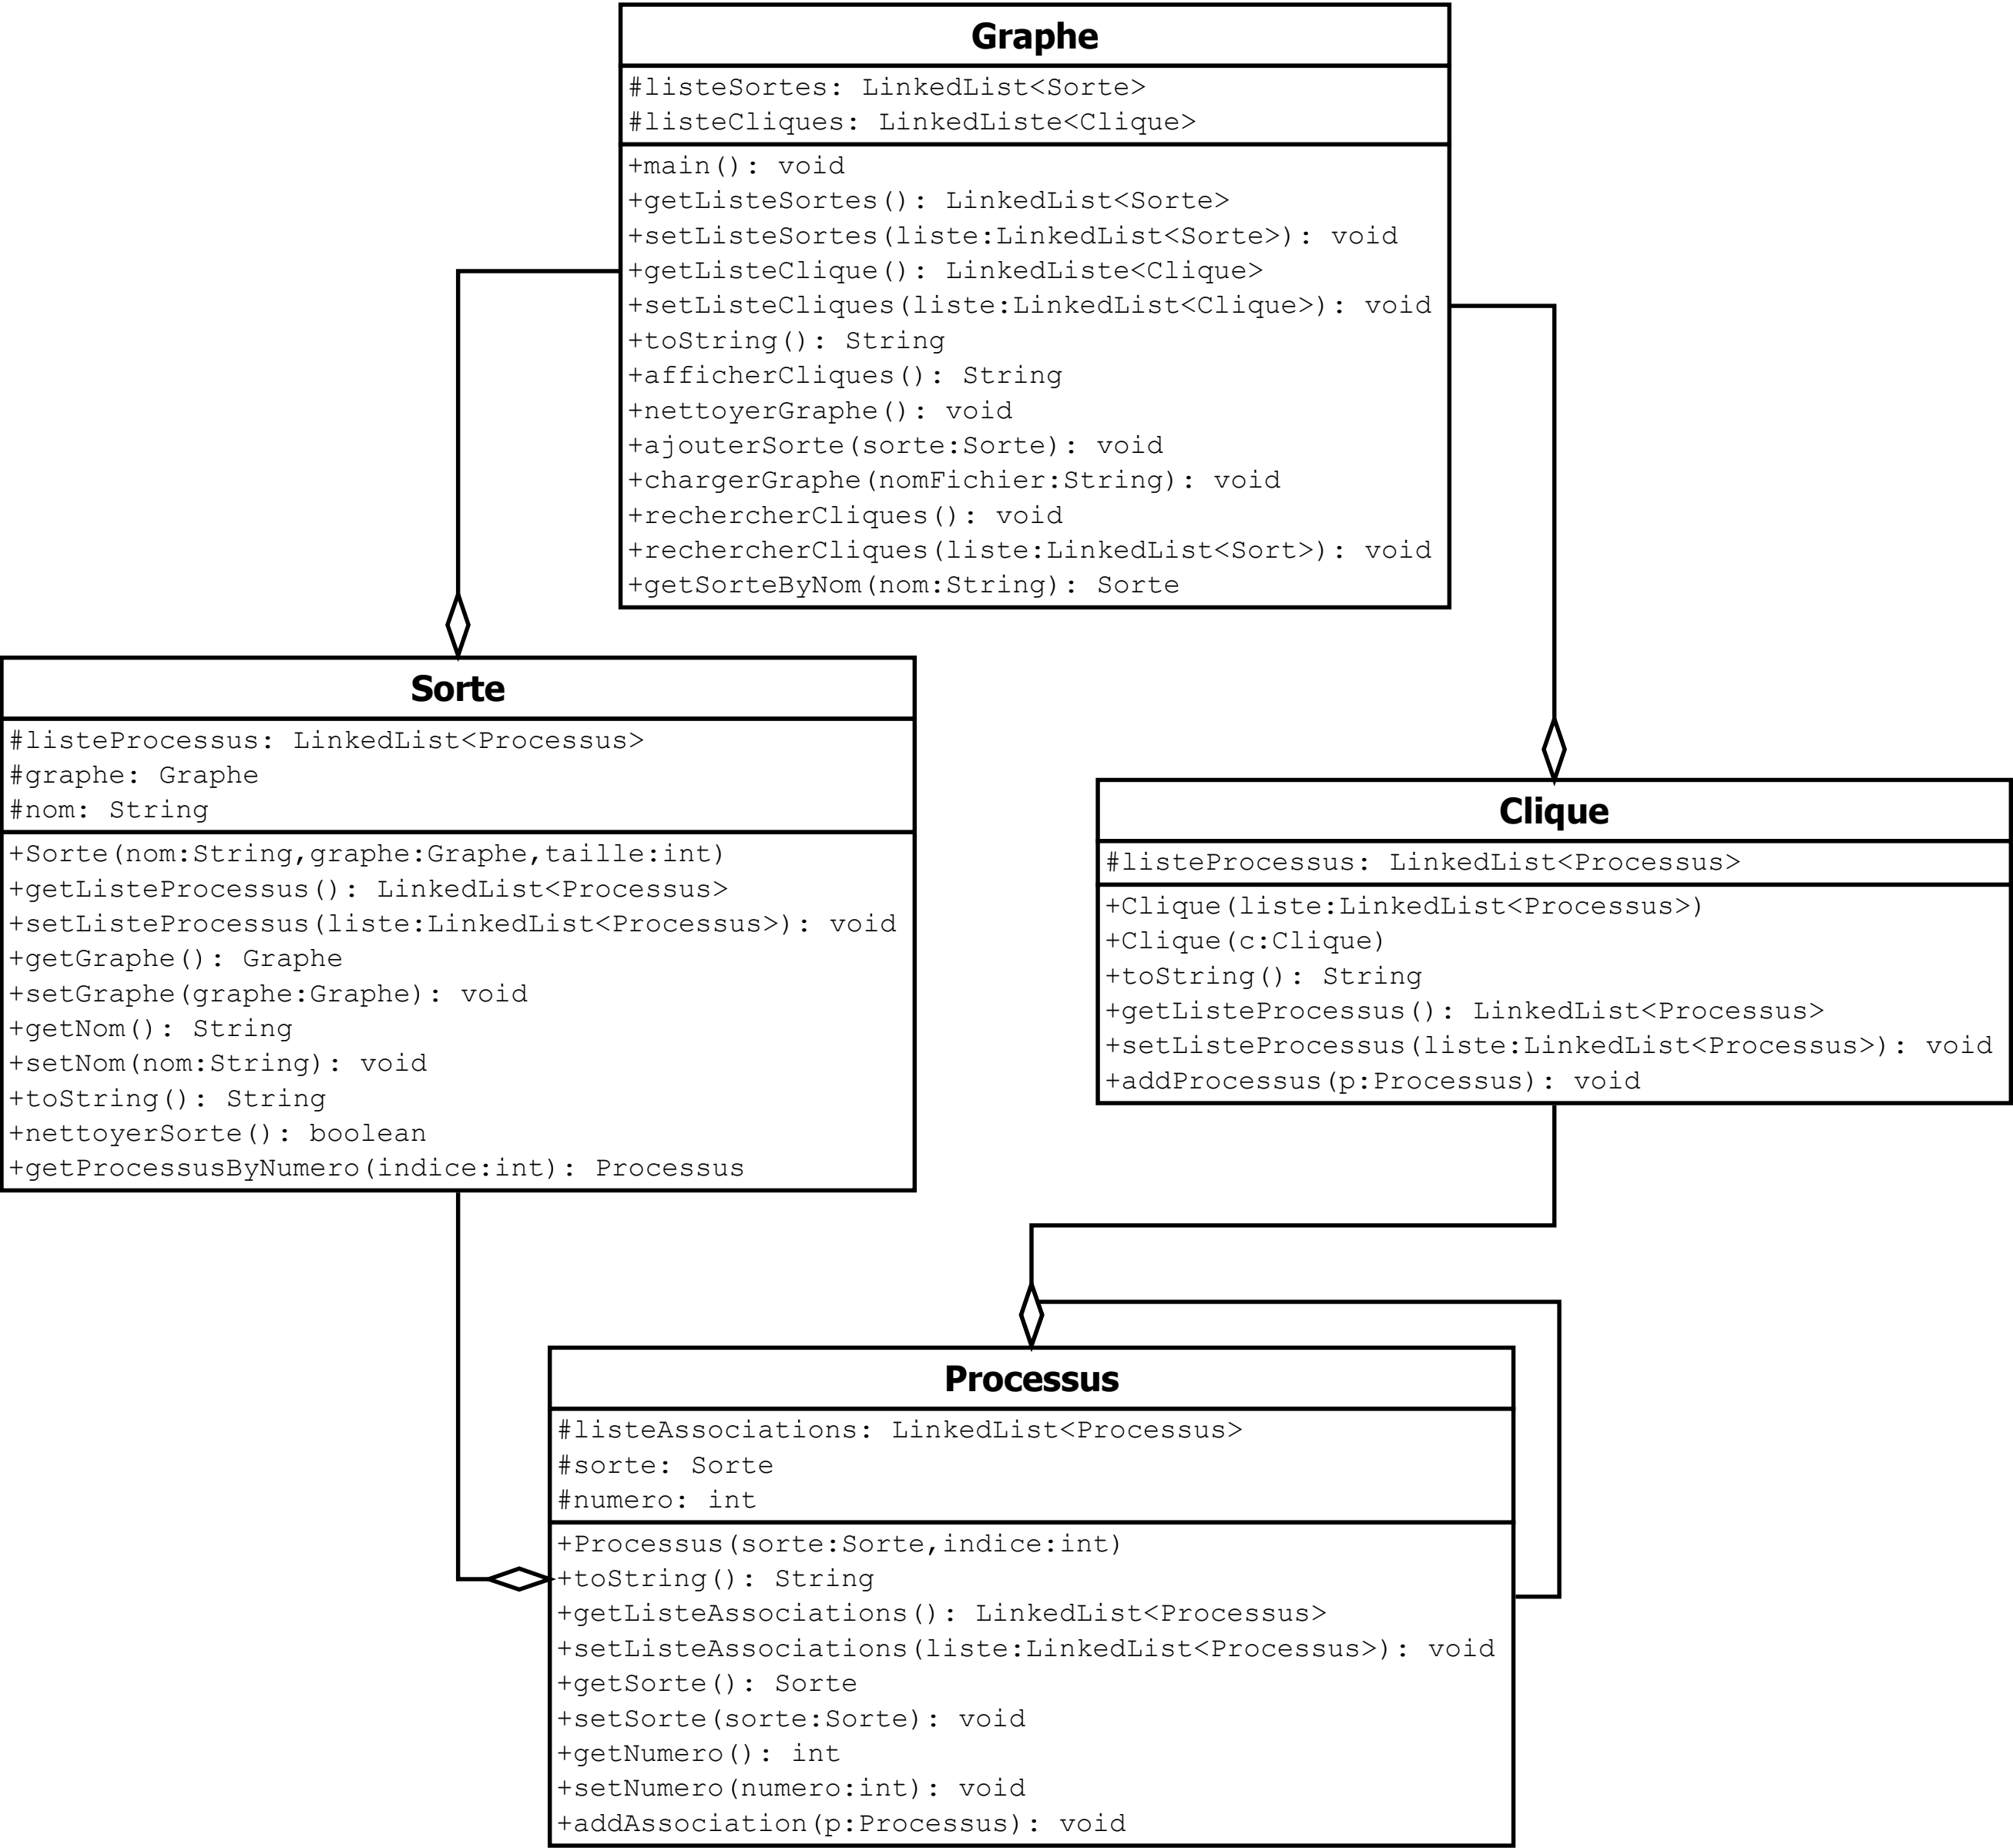 Graphe
#listeSortes: LinkedList<Sorte>
#listeCliques: LinkedListe<Clique>
+main(): void
+getListeSortes(): LinkedList<Sorte>
+setListeSortes(liste:LinkedList<Sorte>): void
+getListeClique(): LinkedListe<Clique>
+setListeCliques(liste:LinkedList<Clique>): void
+toString(): String
+afficherCliques(): String
+nettoyerGraphe(): void
+ajouterSorte(sorte:Sorte): void
+chargerGraphe(nomFichier:String): void
+rechercherCliques(): void
+rechercherCliques(liste:LinkedList<Sort>): void
+getSorteByNom(nom:String): Sorte
Sorte
#listeProcessus: LinkedList<Processus>
#graphe: Graphe
#nom: String
+Sorte(nom:String,graphe:Graphe,taille:int)
+getListeProcessus(): LinkedList<Processus>
+setListeProcessus(liste:LinkedList<Processus>): void
+getGraphe(): Graphe
+setGraphe(graphe:Graphe): void
+getNom(): String
+setNom(nom:String): void
+toString(): String
+nettoyerSorte(): boolean
+getProcessusByNumero(indice:int): Processus
Clique
#listeProcessus: LinkedList<Processus>
+Clique(liste:LinkedList<Processus>)
+Clique(c:Clique)
+toString(): String
+getListeProcessus(): LinkedList<Processus>
+setListeProcessus(liste:LinkedList<Processus>): void
+addProcessus(p:Processus): void
Processus
#listeAssociations: LinkedList<Processus>
#sorte: Sorte
#numero: int
+Processus(sorte:Sorte,indice:int)
+toString(): String
+getListeAssociations(): LinkedList<Processus>
+setListeAssociations(liste:LinkedList<Processus>): void
+getSorte(): Sorte
+setSorte(sorte:Sorte): void
+getNumero(): int
+setNumero(numero:int): void
+addAssociation(p:Processus): void